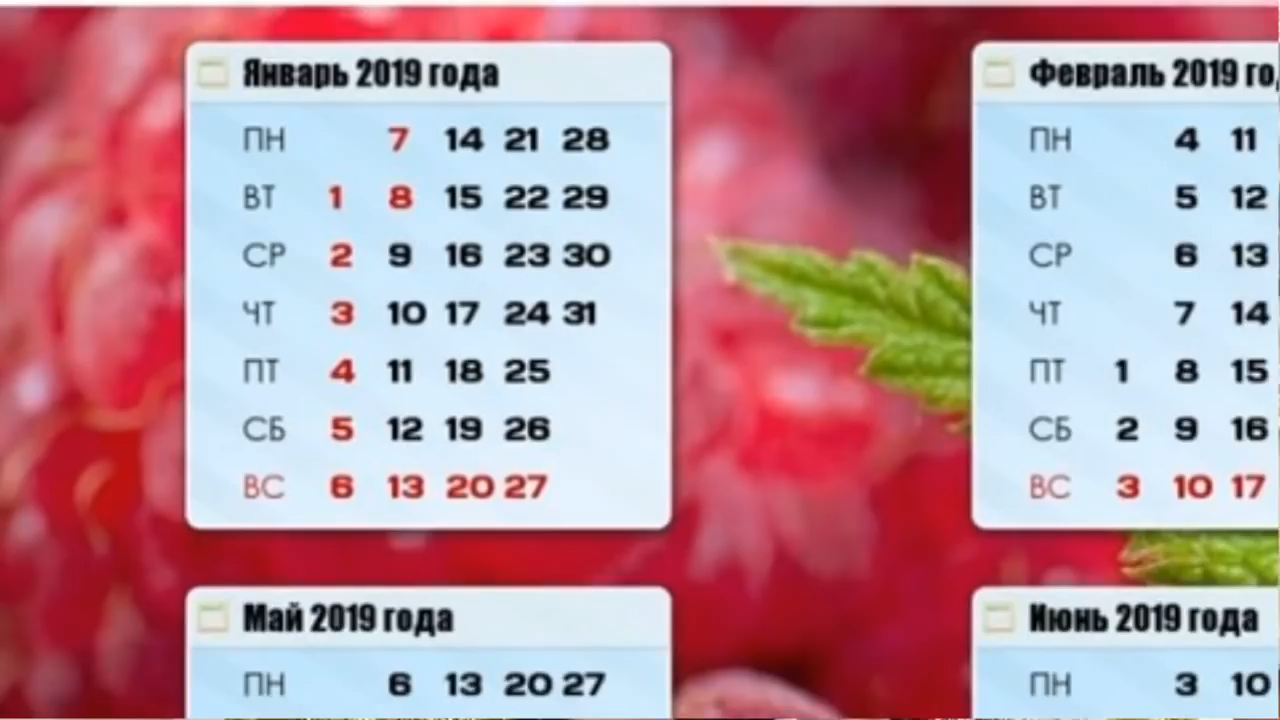 Январь 2019 года
ПН 7 14 21 28
ВТ 1 8 15 22 29
СР 2 9 16 23 30
ЧТ 3 10 17 24 31
ПТ 4 11 18 25
СБ 5 12 19 26
ВС 6 13 20 27
Февраль 2019 го
ПН 4 11
ВТ 5 12
СР 6 13
ЧТ 7 14
ПТ 1 8 15
СБ 2 9 16
ВС 3 10 17
Май 2019 года
ПН 6 13 20 27
Июнь 2019 года
ПН 3 10